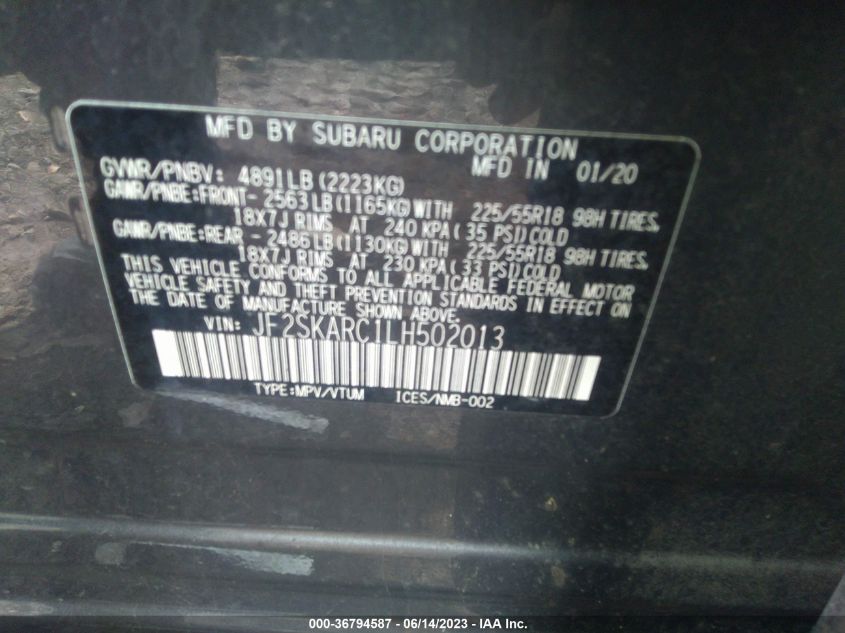 MFD BY SUBARU CORPORATION
MFD IN 01/20
GVWR/PNBV: 4891LB(2223KG)
GAWR/PNBE:FRONT- 2563LB(1165KG)WITH 225/55R18 98H TIRES,
18X7J RIMS AT 240 KPA(35 PSI)COLD
GAWR/PNBE:REAR - 2486LB(1130KG)WITH 225/55R18 98H TIRES,
18X7J RIMS AT 230 KPA(33 PSI)COLD
THIS VEHICLE CONFORMS TO ALL APPLICABLE FEDERAL MOTOR
VEHICLE SAFETY AND THEFT PREVENTION STANDARDS IN EFFECT ON
THE DATE OF MANUFACTURE SHOWN ABOVE.
VIN: JF2SKARC1LH502013
TYPE:MPV/VTUM ICES/NMB-002
000-36794587 - 06/14/2023 - IAA Inc.